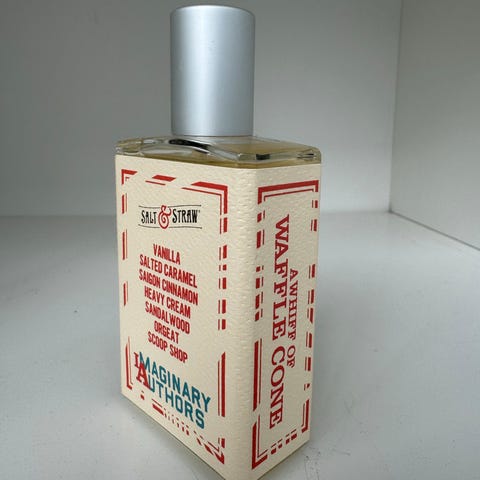 SALT & STRAW
VANILLA
SALTED CARAMEL
SAIGON CINNAMON
HEAVY CREAM
SANDALWOOD
ORGEAT
SCOOP SHOP
IMAGINARY
AUTHORS
A WHIFF OF
WAFFLE CONE